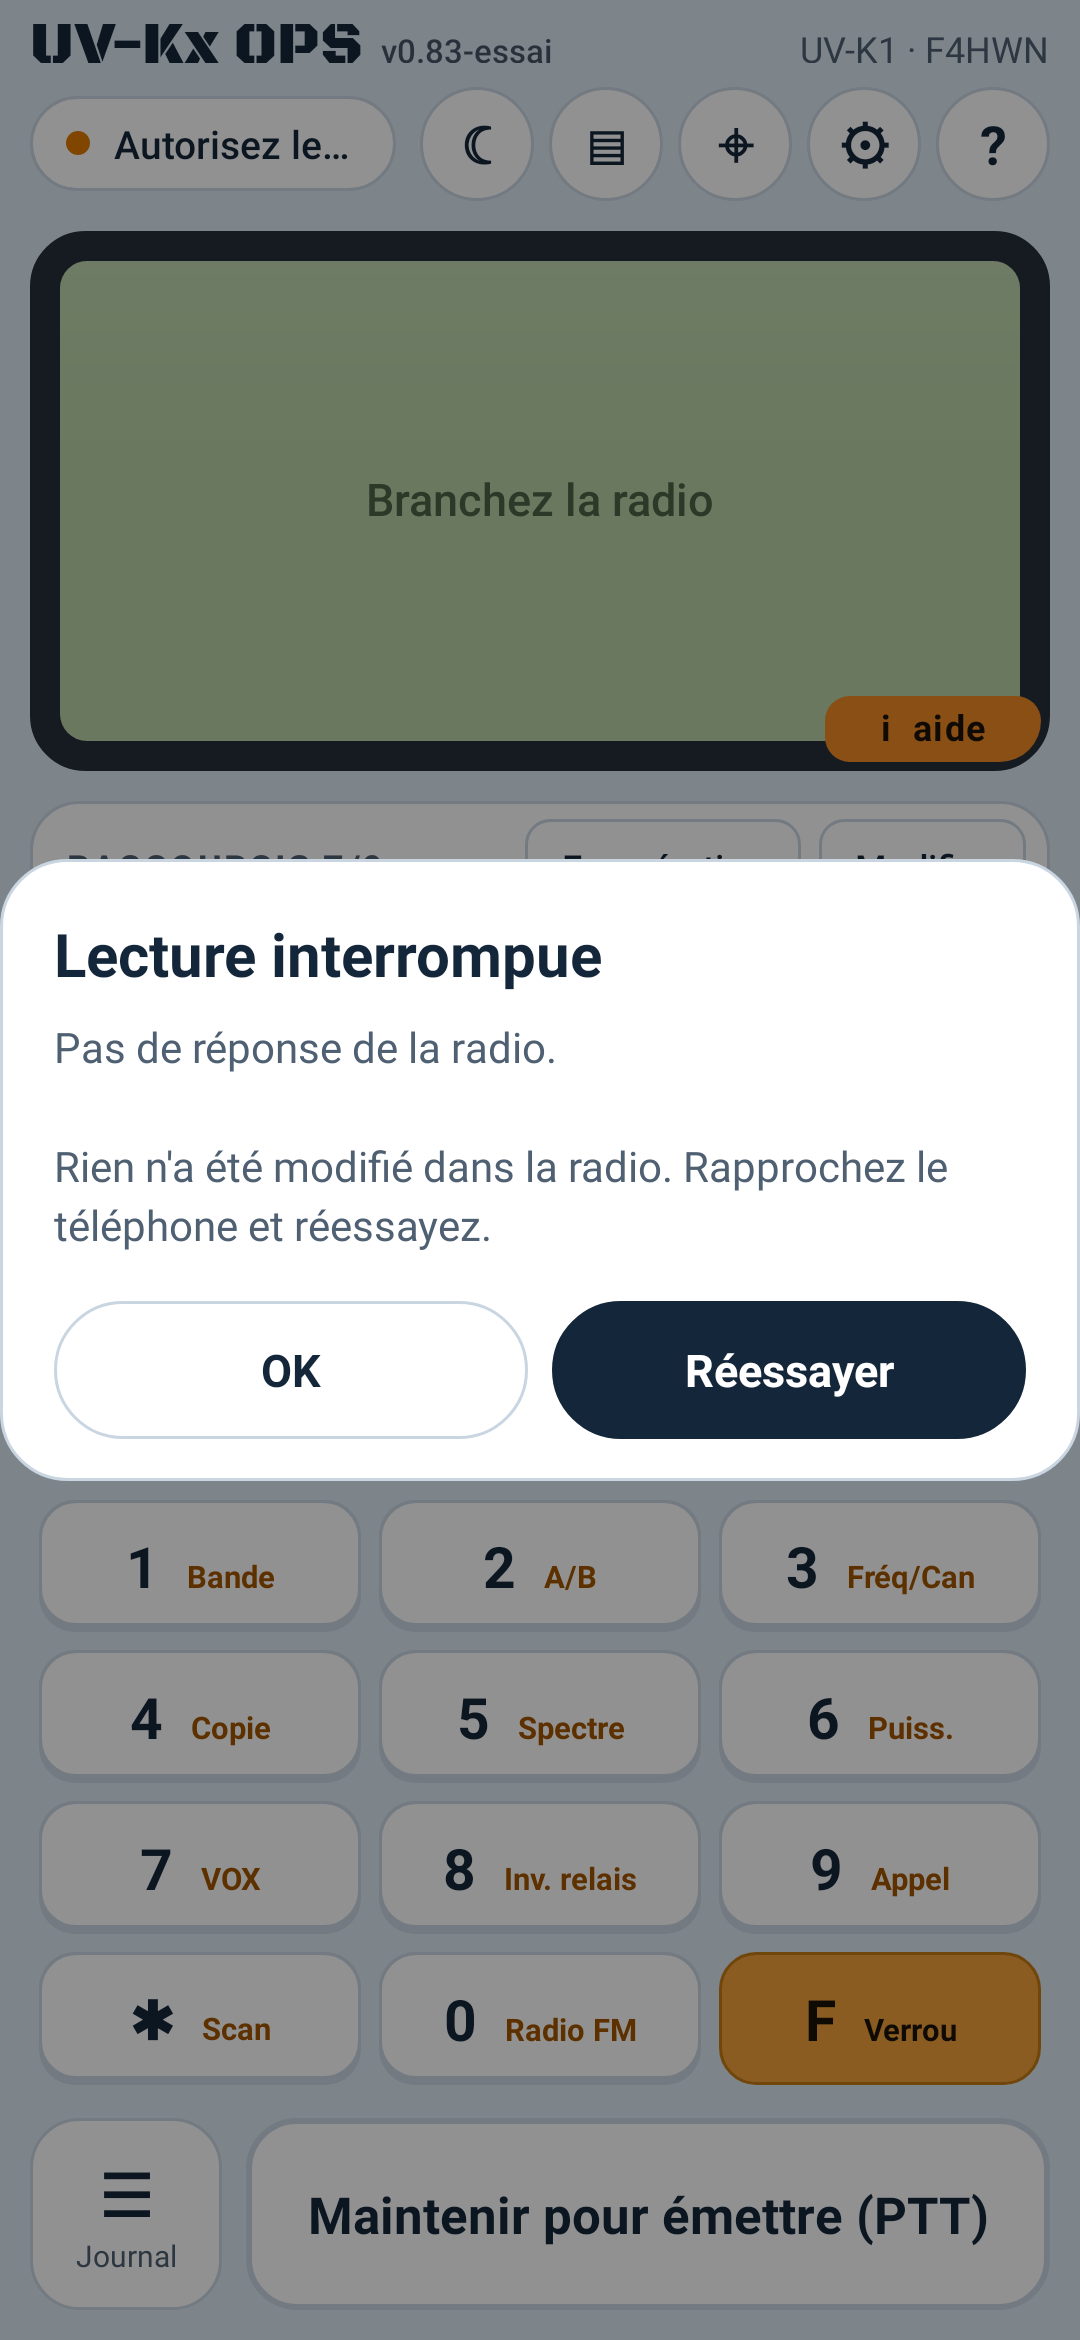 UV-Kx OPS v0.83-essai UV-K1 · F4HWN
Autorisez le… ?
Branchez la radio
i aide
Lecture interrompue
Pas de réponse de la radio.
Rien n'a été modifié dans la radio. Rapprochez le
téléphone et réessayez.
OK Réessayer
1 Bande 2 A/B 3 Fréq/Can
4 Copie 5 Spectre 6 Puiss.
7 VOX 8 Inv. relais 9 Appel
✱ Scan 0 Radio FM F Verrou
Journal Maintenir pour émettre (PTT)